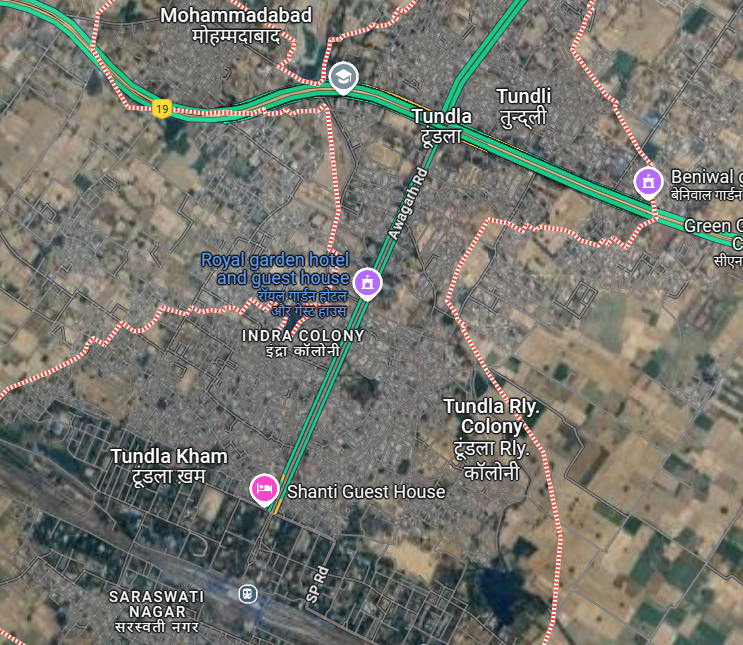 Mohammadabad
मोहम्मदाबाद
19
Tundli
तुन्द्ली
Tundla
टूंडला
Awagarh Rd
Beniwal g
बेनिवाल गार्डन
Green G
C
सीएन
Royal garden hotel
and guest house
रॉयल गार्डन होटल
और गेस्ट हाउस
INDRA COLONY
इंद्रा कॉलोनी
Tundla Rly.
Colony
टूंडला Rly.
कॉलोनी
Tundla Kham
टूंडला ख़म
Shanti Guest House
SP Rd
SARASWATI
NAGAR
सरस्वती नगर